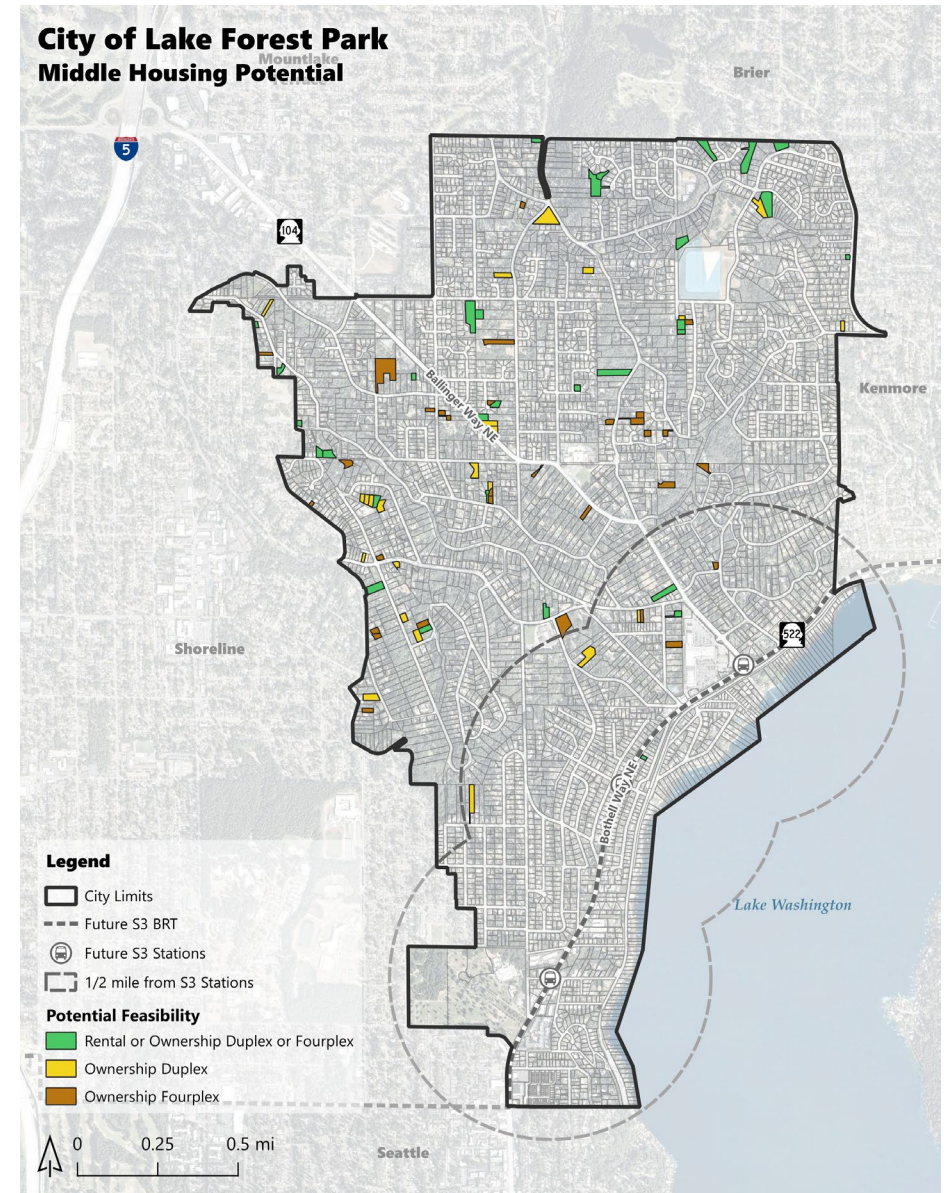 City of Lake Forest Park
Middle Housing Potential
Mountlake
Terrace
Brier
INTERSTATE
5
104
Ballinger Way NE
Kenmore
522
Shoreline
Bothell Way NE
Lake Washington
Seattle
Legend
City Limits
Future S3 BRT
Future S3 Stations
1/2 mile from S3 Stations
Potential Feasibility
Rental or Ownership Duplex or Fourplex
Ownership Duplex
Ownership Fourplex
0 0.25 0.5 mi